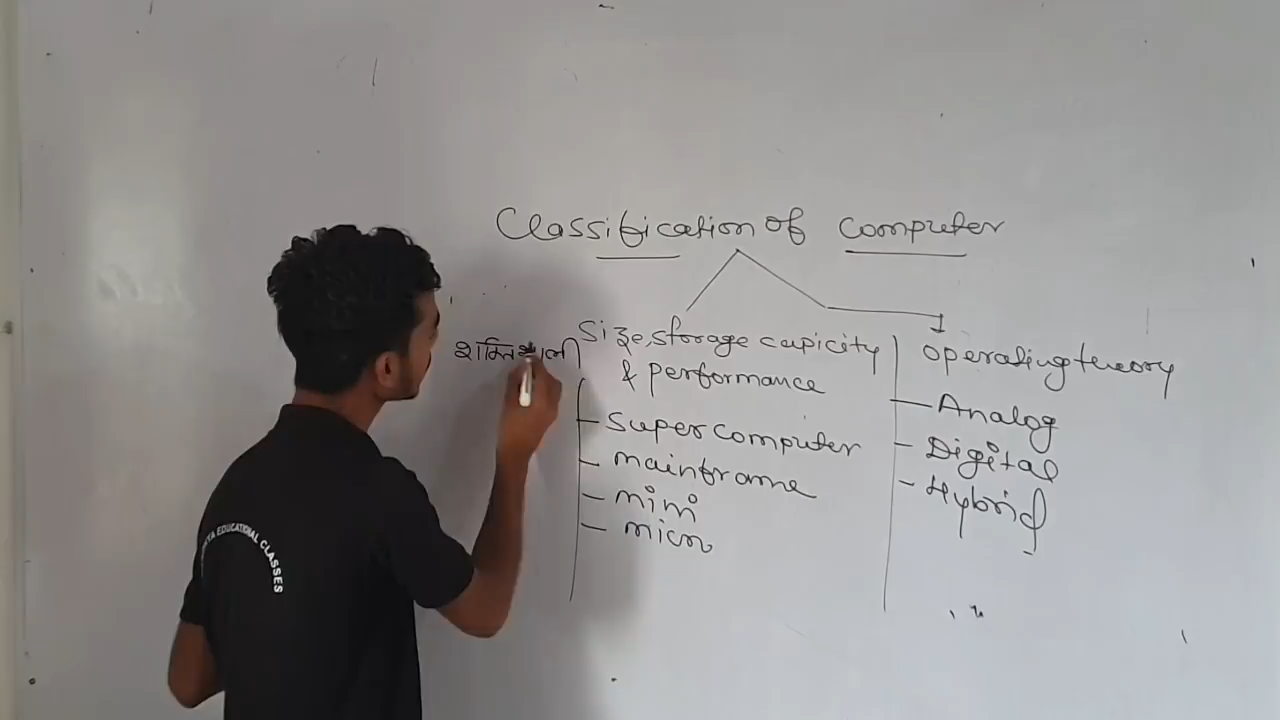 Classification of Computer
Size, storage capicity
& performance
Super computer
mainframe
mini
micro
operating theory
Analog
Digital
Hybrid
शक्तिशाली
EDUCATIONAL CLASSES